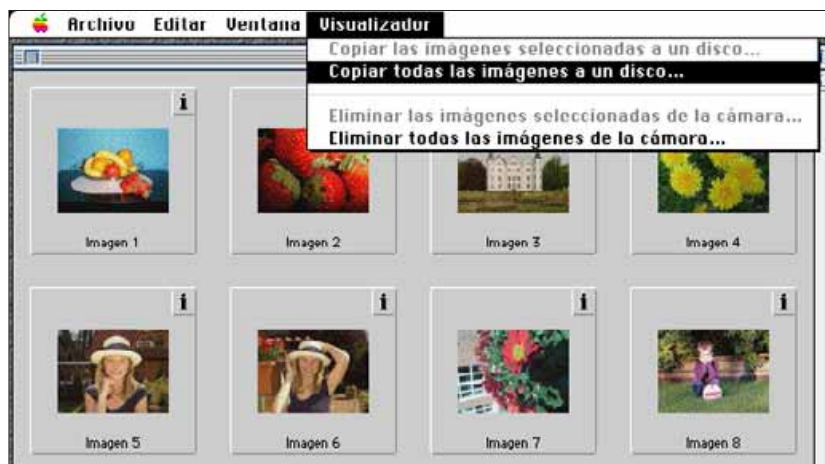 Archivo Editar Ventana Visualizador
Copiar las imágenes seleccionadas a un disco...
Copiar todas las imágenes a un disco...
Eliminar las imágenes seleccionadas de la cámara...
Eliminar todas las imágenes de la cámara...
i
Imagen 1 Imagen 2 Imagen 3 Imagen 4
i i i i
Imagen 5 Imagen 6 Imagen 7 Imagen 8